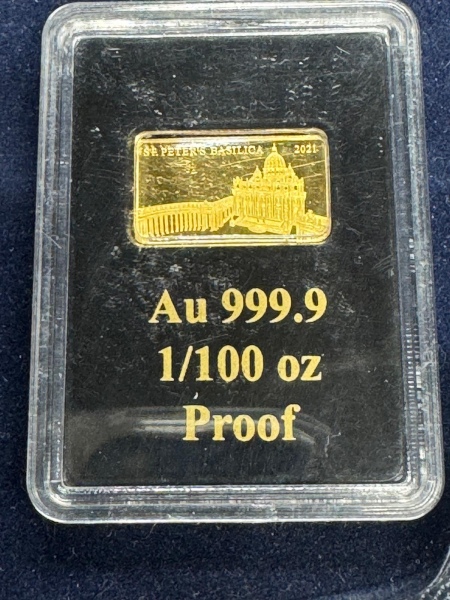 ST. PETER'S BASILICA 2021
Au 999.9
1/100 oz
Proof